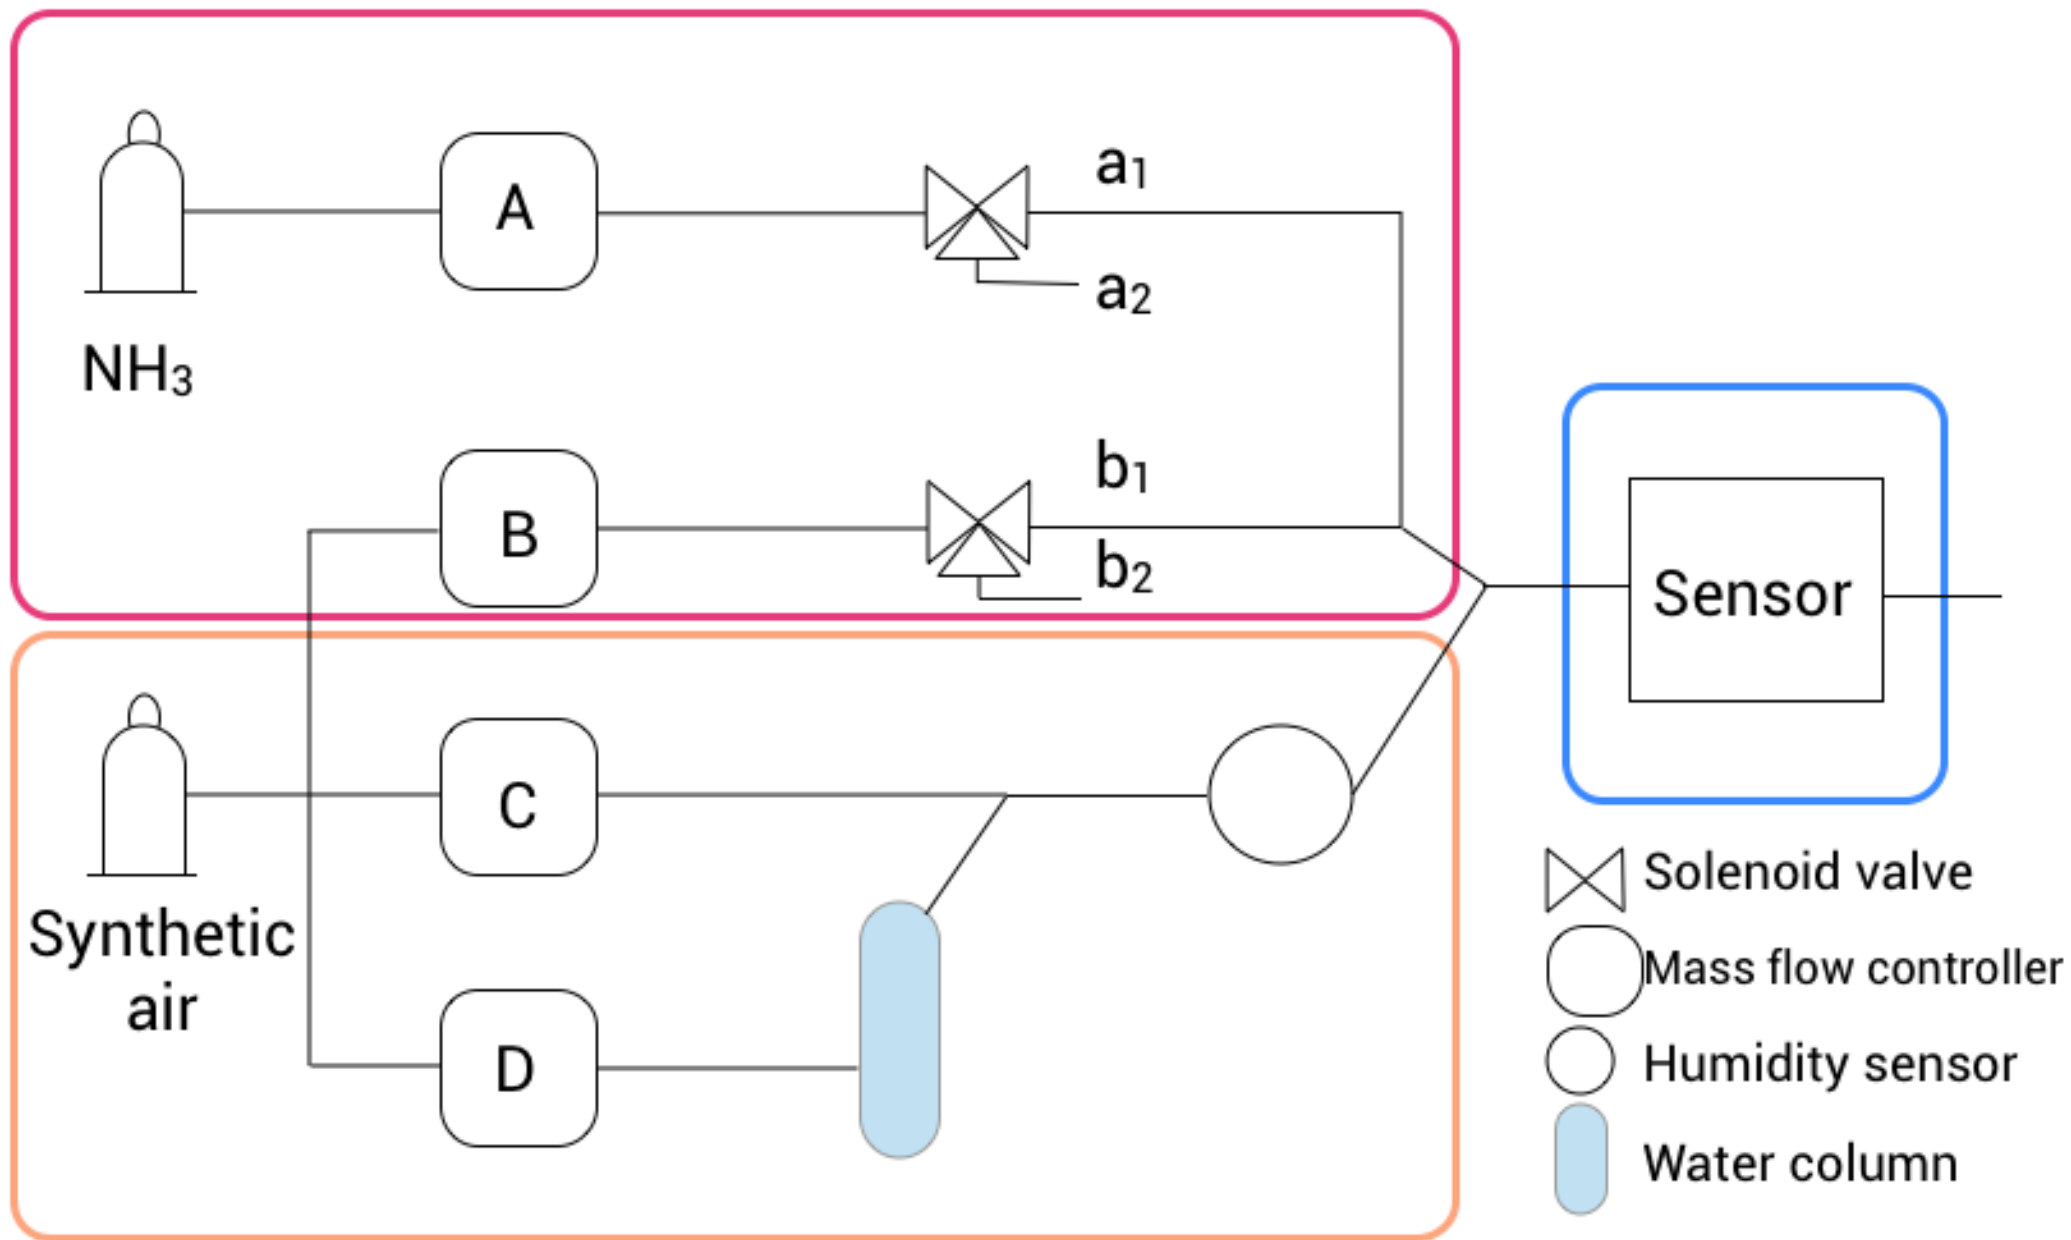 A
a₁
a₂
NH₃
B
b₁
b₂
Sensor
C
Synthetic
air
D
Solenoid valve
Mass flow controller
Humidity sensor
Water column